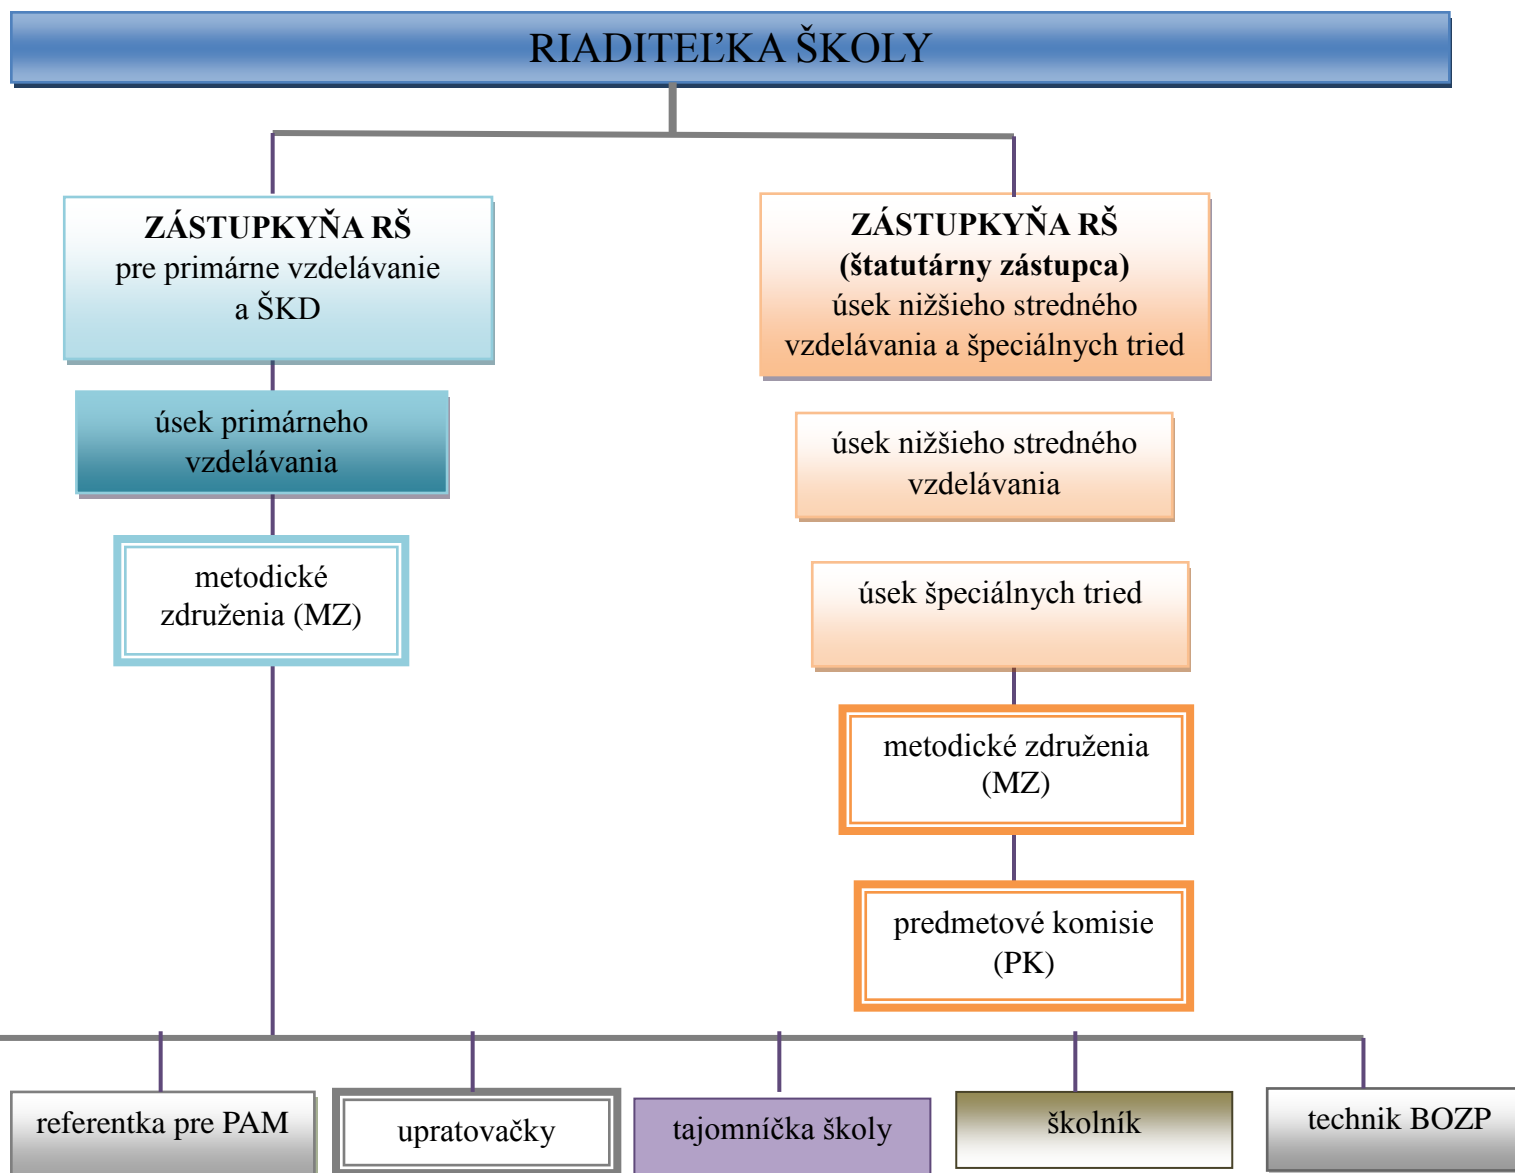 RIADITEĽKA ŠKOLY
ZÁSTUPKYŇA RŠ
pre primárne vzdelávanie
a ŠKD
ZÁSTUPKYŇA RŠ
(štatutárny zástupca)
úsek nižšieho stredného
vzdelávania a špeciálnych tried
úsek primárneho
vzdelávania
úsek nižšieho stredného
vzdelávania
metodické
združenia (MZ)
úsek špeciálnych tried
metodické združenia
(MZ)
predmetové komisie
(PK)
referentka pre PAM
upratovačky
tajomníčka školy
školník
technik BOZP